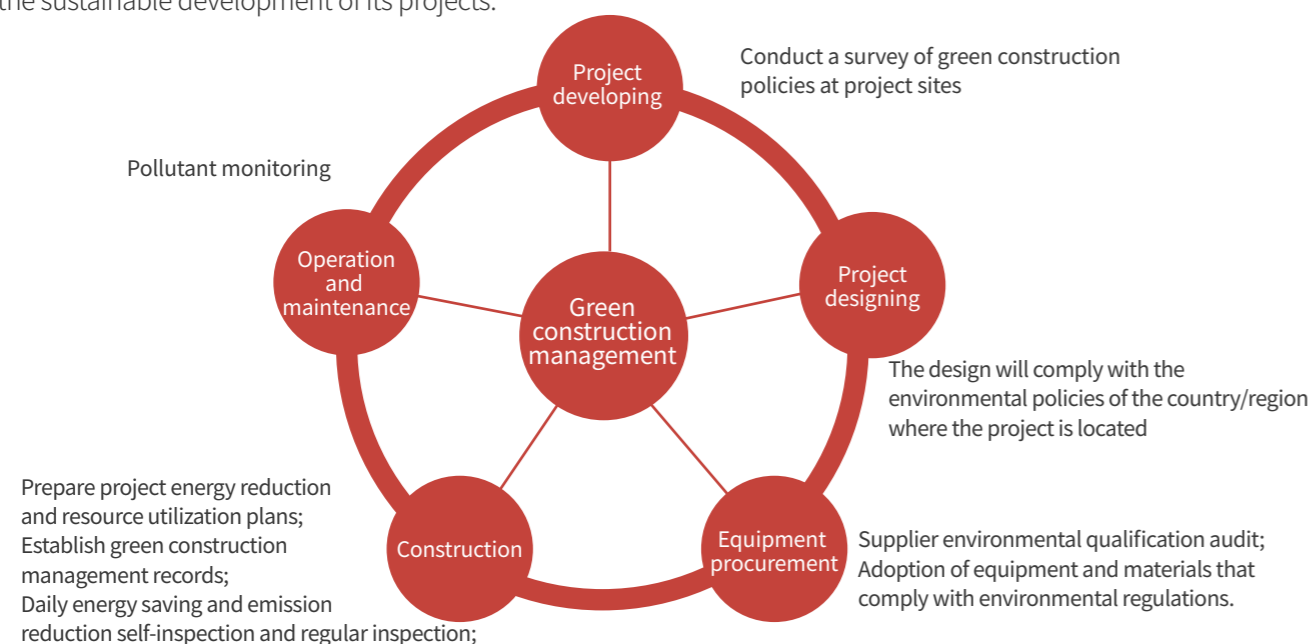 the sustainable development of its projects.
Project
developing
Conduct a survey of green construction
policies at project sites
Pollutant monitoring
Operation
and
maintenance
Project
designing
Green
construction
management
The design will comply with the
environmental policies of the country/region
where the project is located
Prepare project energy reduction
and resource utilization plans;
Establish green construction
management records;
Daily energy saving and emission
reduction self-inspection and regular inspection;
Construction
Equipment
procurement
Supplier environmental qualification audit;
Adoption of equipment and materials that
comply with environmental regulations.